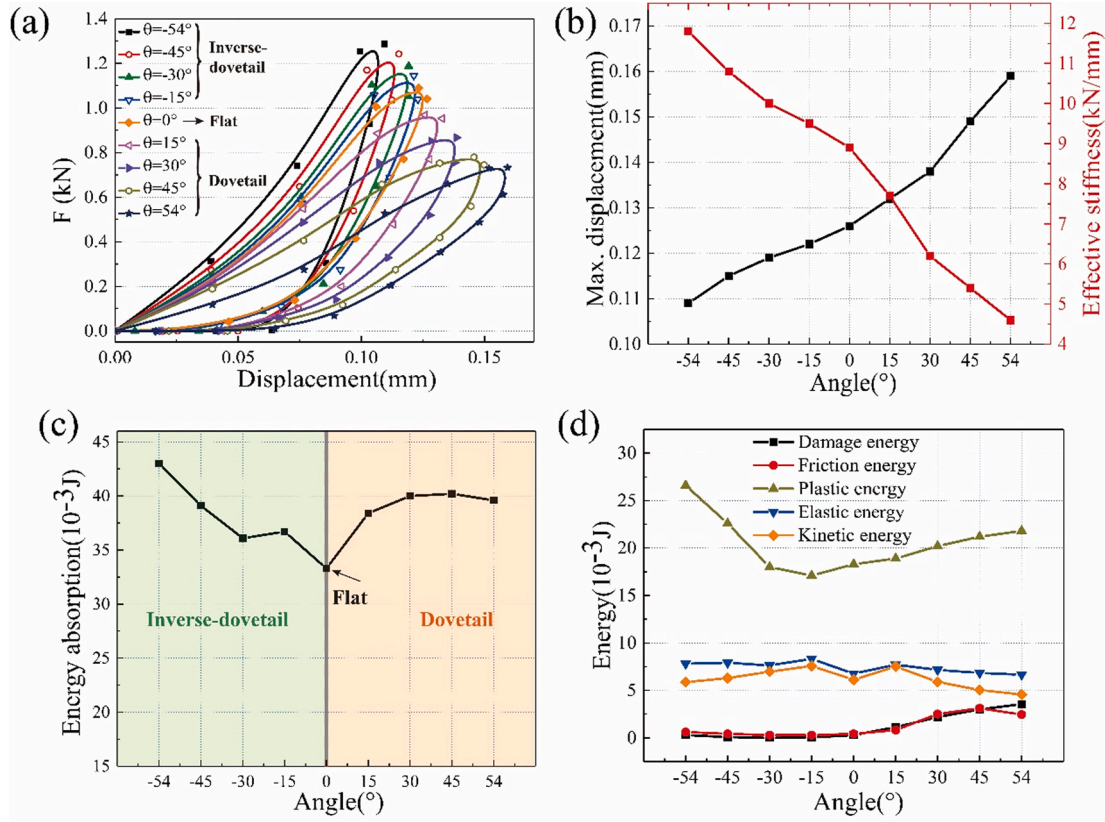 (a)
θ=-54°
θ=-45°
θ=-30°
θ=-15°
θ=0°
θ=15°
θ=30°
θ=45°
θ=54°
Inverse-
dovetail
Flat
Dovetail
F (kN)
1.4
1.2
1.0
0.8
0.6
0.4
0.2
0.0
0.00
0.05
0.10
0.15
Displacement(mm)
(b)
Max. displacement(mm)
0.17
0.16
0.15
0.14
0.13
0.12
0.11
0.10
-54
-45
-30
-15
0
15
30
45
54
Angle(°)
12
11
10
9
8
7
6
5
4
Effective stiffness(kN/mm)
(c)
Energy absorption(10-3J)
45
40
35
30
25
20
15
Flat
Inverse-dovetail
Dovetail
-54
-45
-30
-15
0
15
30
45
54
Angle(°)
(d)
Damage energy
Friction energy
Plastic energy
Elastic energy
Kinetic energy
Energy(10-3J)
30
25
20
15
10
5
0
-54
-45
-30
-15
0
15
30
45
54
Angle(°)